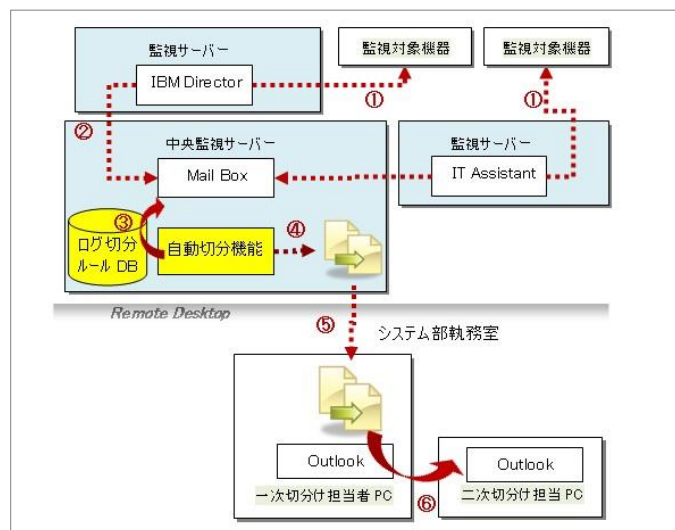 監視サーバー
監視対象機器
監視対象機器
IBM Director
①
①
②
中央監視サーバー
監視サーバー
Mail Box
IT Assistant
③
④
ログ切分
ルール DB
自動切分機能
Remote Desktop
⑤
システム部執務室
Outlook
Outlook
一次切分け担当者 PC
⑥
二次切分け担当 PC